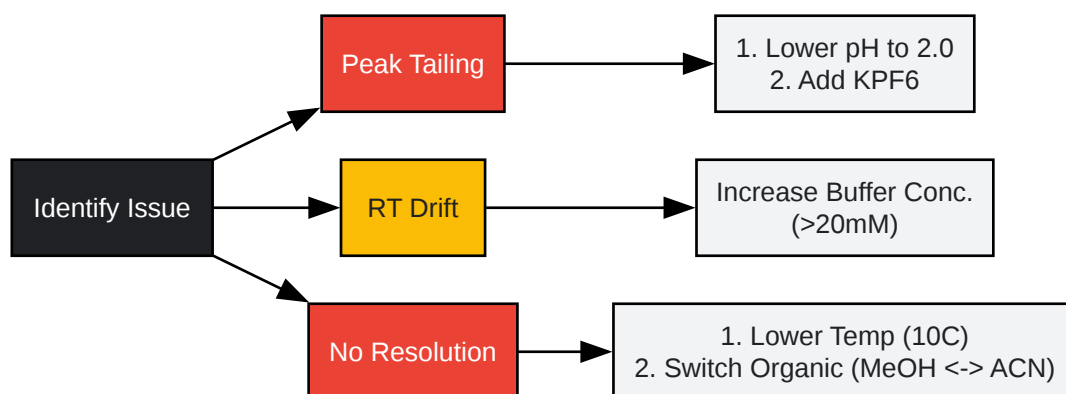 Peak Tailing
1. Lower pH to 2.0
2. Add KPF6
Identify Issue
RT Drift
Increase Buffer Conc.
(>20mM)
No Resolution
1. Lower Temp (10C)
2. Switch Organic (MeOH <-> ACN)